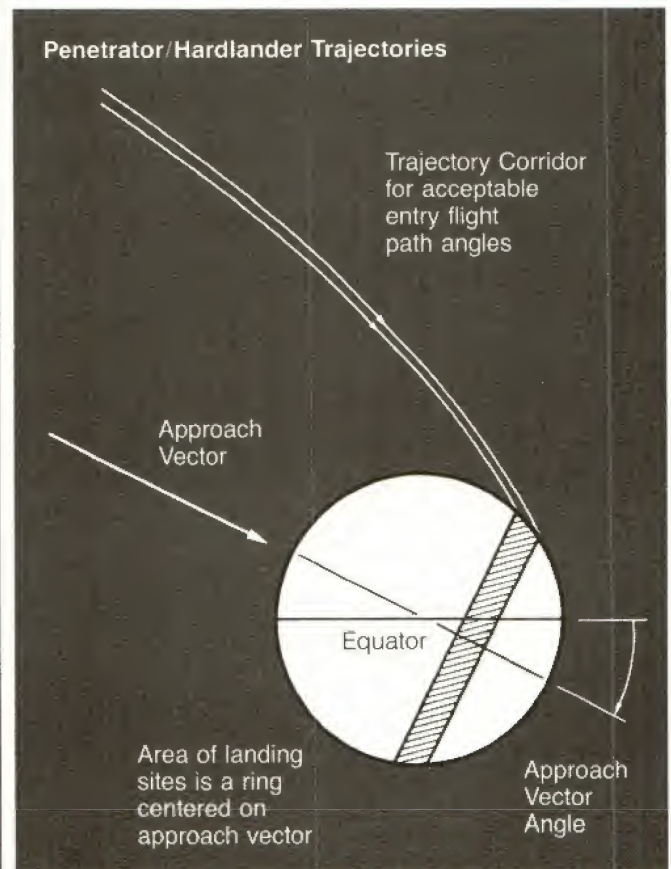 Penetrator/Hardlander Trajectories
Trajectory Corridor
for acceptable
entry flight
path angles
Approach
Vector
Equator
Area of landing
sites is a ring
centered on
approach vector
Approach
Vector
Angle